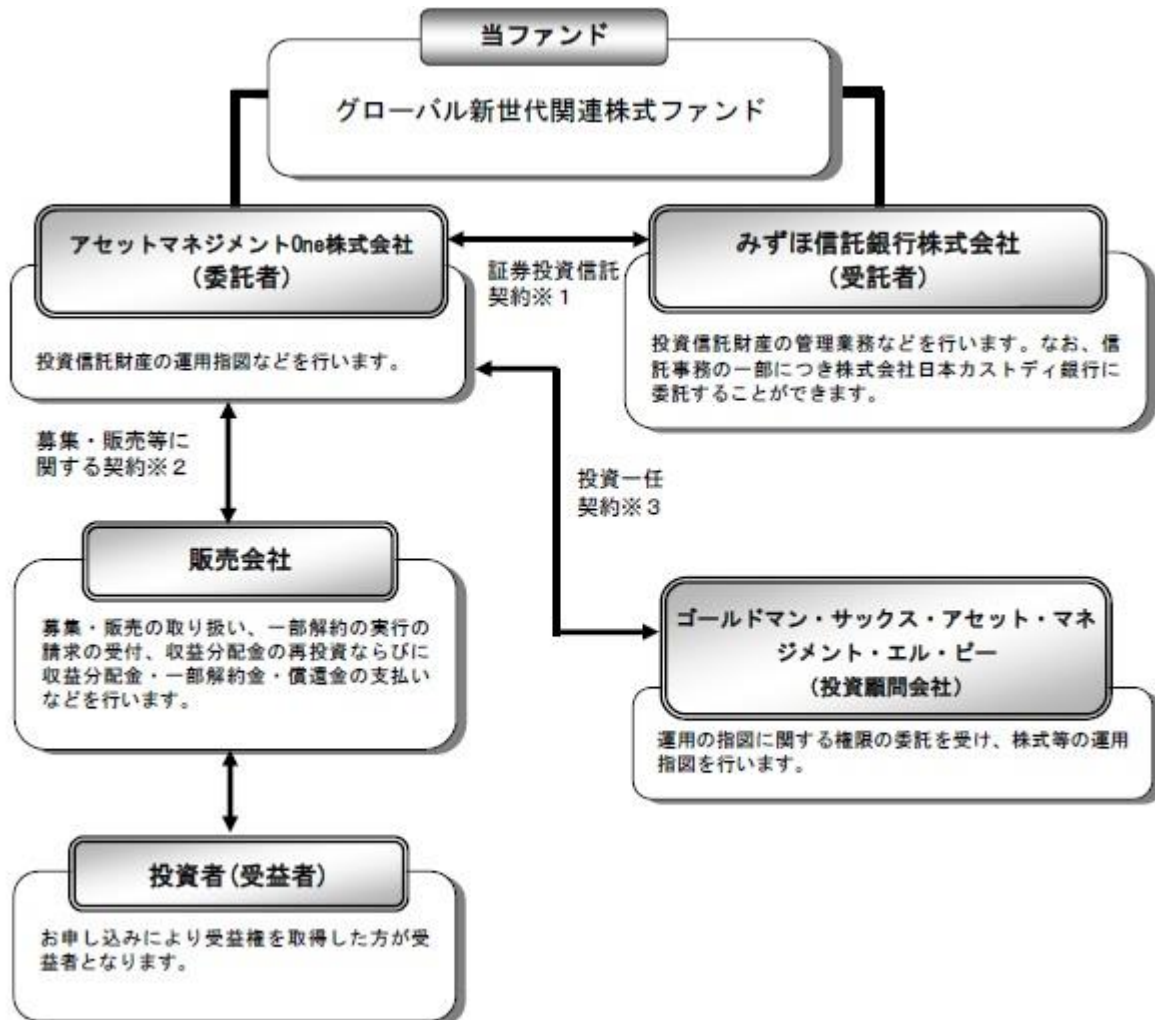 当ファンド
グローバル新世代関連株式ファンド
アセットマネジメントOne株式会社
(委託者)
投資信託財産の運用指図などを行います。
証券投資信託
契約※1
みずほ信託銀行株式会社
(受託者)
投資信託財産の管理業務などを行います。なお、信
託事務の一部につき株式会社日本カストディ銀行に
委託することができます。
募集・販売等に
関する契約※2
投資一任
契約※3
販売会社
募集・販売の取り扱い、一部解約の実行の
請求の受付、収益分配金の再投資ならびに
収益分配金・一部解約金・償還金の支払い
などを行います。
ゴールドマン・サックス・アセット・マネ
ジメント・エル・ピー
(投資顧問会社)
運用の指図に関する権限の委託を受け、株式等の運用
指図を行います。
投資者(受益者)
お申し込みにより受益権を取得した方が受
益者となります。